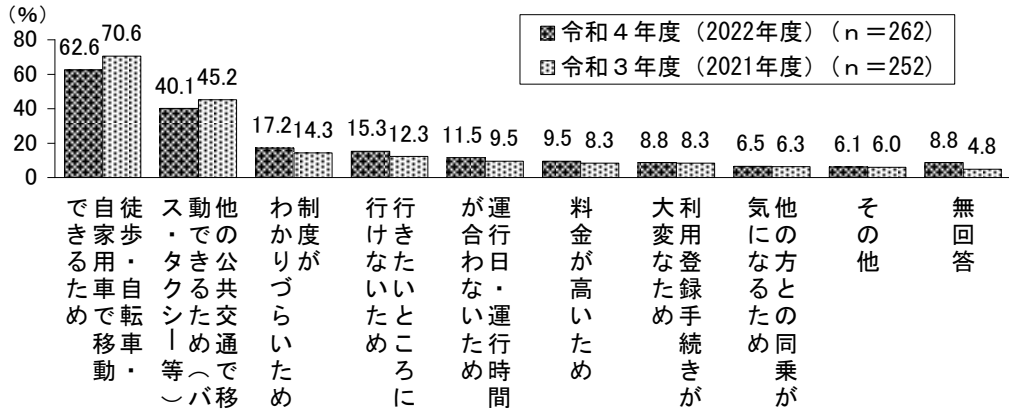 (%)
令和４年度（2022年度）（ｎ＝262）
令和３年度（2021年度）（ｎ＝252）
80
60
40
20
0
62.6 70.6
40.1 45.2
17.2 14.3
15.3 12.3
11.5 9.5
9.5 8.3
8.8 8.3
6.5 6.3
6.1 6.0
8.8 4.8
徒歩・自転車・
自家用車で移動
できるため
他の公共交通で移
動できるため（バ
ス・タクシー等）
制度が
わかりづらいため
行きたいところに
行けないため
運行日・運行時間
が合わないため
料金が高いため
利用登録手続きが
大変なため
他の方との同乗が
気になるため
その他
無回答